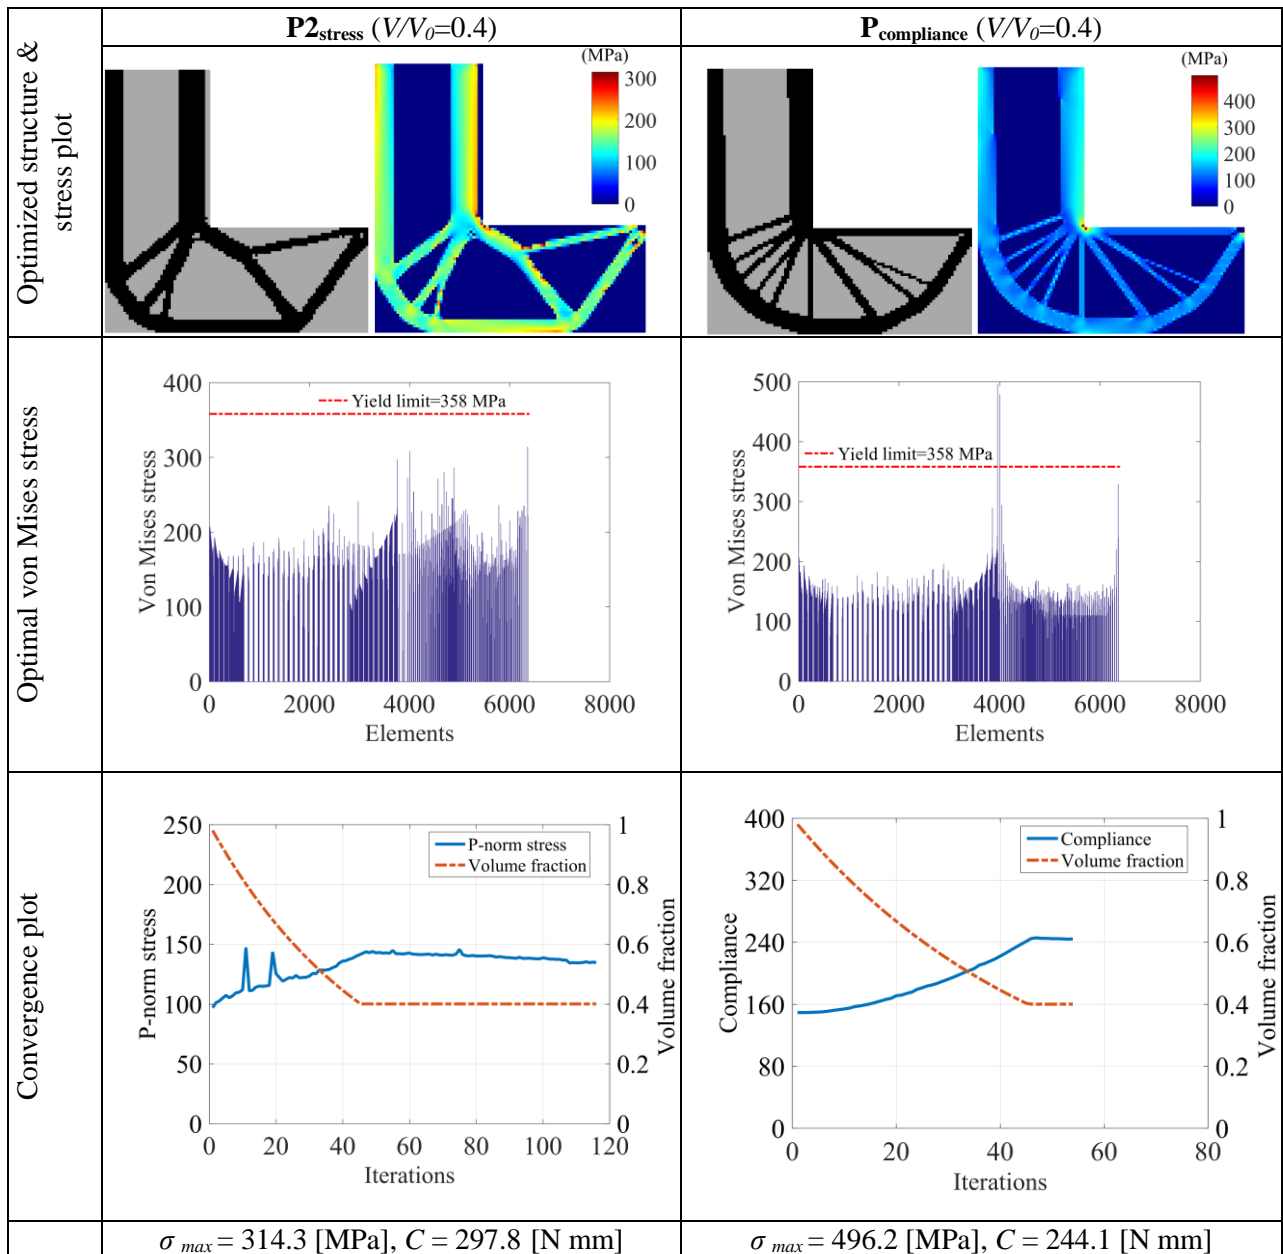 P2stress (V/V0=0.4)
Pcompliance (V/V0=0.4)
Optimized structure &
stress plot
(MPa)
300
200
100
0
(MPa)
400
300
200
100
0
Optimal von Mises stress
400
300
200
100
0
Von Mises stress
Yield limit=358 MPa
0 2000 4000 6000 8000
Elements
500
400
300
200
100
0
Von Mises stress
Yield limit=358 MPa
0 2000 4000 6000 8000
Elements
Convergence plot
250
200
150
100
50
0
P-norm stress
P-norm stress
Volume fraction
1
0.8
0.6
0.4
0.2
0
Volume fraction
0 20 40 60 80 100 120
Iterations
400
320
240
160
80
0
Compliance
Compliance
Volume fraction
1
0.8
0.6
0.4
0.2
0
Volume fraction
0 20 40 60 80
Iterations
σ max = 314.3 [MPa], C = 297.8 [N mm]
σ max = 496.2 [MPa], C = 244.1 [N mm]